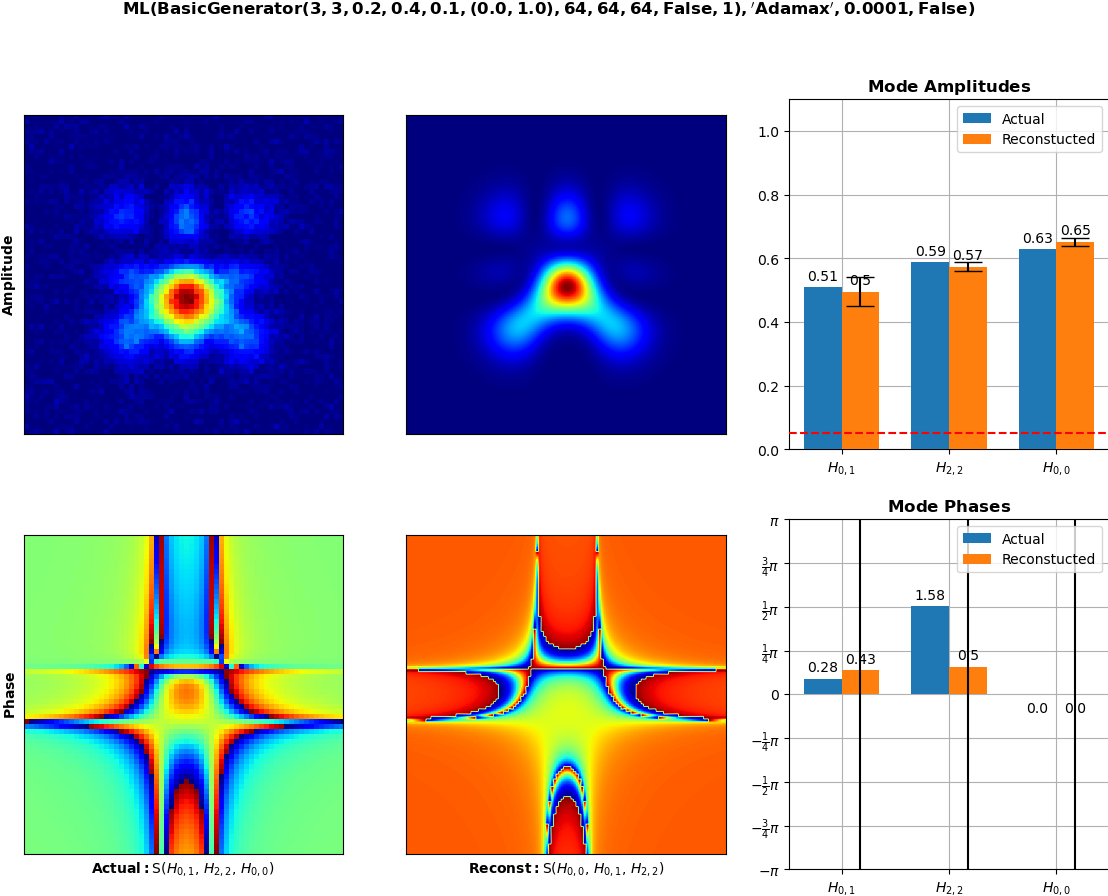 ML(BasicGenerator(3, 3, 0.2, 0.4, 0.1, (0.0, 1.0), 64, 64, 64, False, 1), ′Adamax′, 0.0001, False)
Amplitude
Mode Amplitudes
Actual
Reconstucted
1.0
0.8
0.6
0.4
0.2
0.0
0.51
0.5
0.59
0.57
0.63
0.65
H0,1
H2,2
H0,0
Phase
Actual: S(H0,1, H2,2, H0,0)
Reconst: S(H0,0, H0,1, H2,2)
Mode Phases
Actual
Reconstucted
π
3/4π
1/2π
1/4π
0
−1/4π
−1/2π
−3/4π
−π
0.28
0.43
1.58
0.5
0.0
0.0
H0,1
H2,2
H0,0